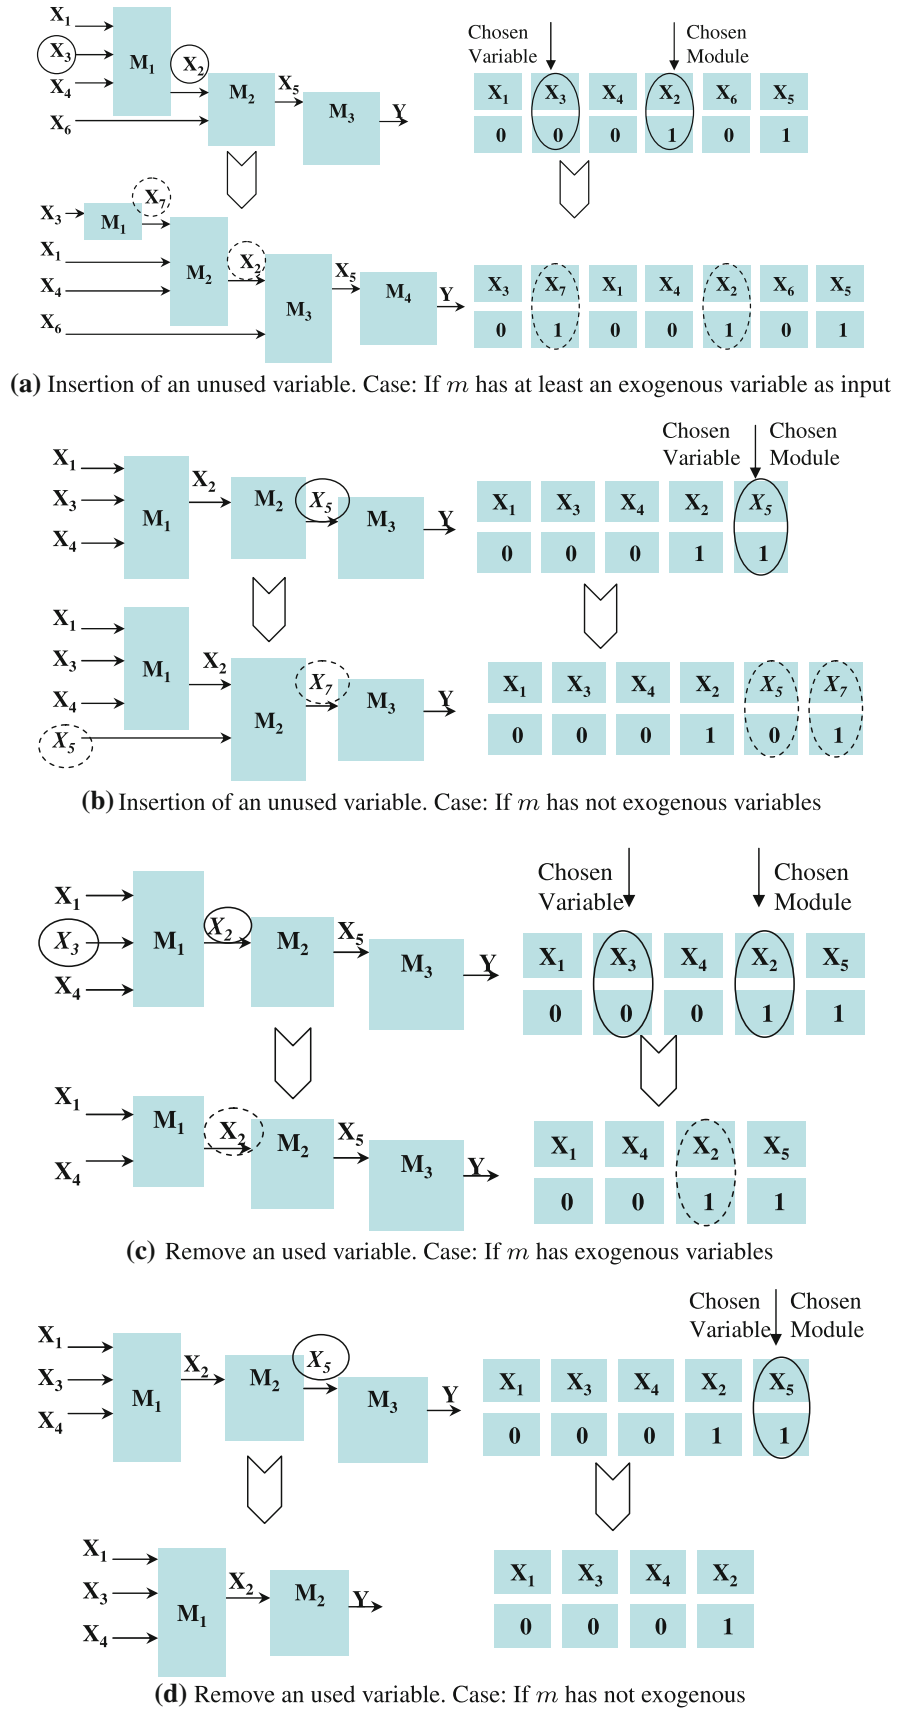 X1
X3
X4
X6
M1
X2
M2
X5
M3
Y
Chosen
Variable
Chosen
Module
X1 X3 X4 X2 X6 X5
0 0 0 1 0 1
X3
X1
X4
X6
M1
X7
M2
X2
M3
X5
M4
Y
X3 X7 X1 X4 X2 X6 X5
0 1 0 0 1 0 1
(a) Insertion of an unused variable. Case: If m has at least an exogenous variable as input
X1
X3
X4
M1
X2
M2
X5
M3
Y
Chosen
Variable
Chosen
Module
X1 X3 X4 X2 X5
0 0 0 1 1
X1
X3
X4
X5
M1
X2
M2
X7
M3
Y
X1 X3 X4 X2 X5 X7
0 0 0 1 0 1
(b) Insertion of an unused variable. Case: If m has not exogenous variables
X1
X3
X4
M1
X2
M2
X5
M3
Y
Chosen
Variable
Chosen
Module
X1 X3 X4 X2 X5
0 0 0 1 1
X1
X4
M1
X2
M2
X5
M3
Y
X1 X4 X2 X5
0 0 1 1
(c) Remove an used variable. Case: If m has exogenous variables
X1
X3
X4
M1
X2
M2
X5
M3
Y
Chosen
Variable
Chosen
Module
X1 X3 X4 X2 X5
0 0 0 1 1
X1
X3
X4
M1
X2
M2
Y
X1 X3 X4 X2
0 0 0 1
(d) Remove an used variable. Case: If m has not exogenous